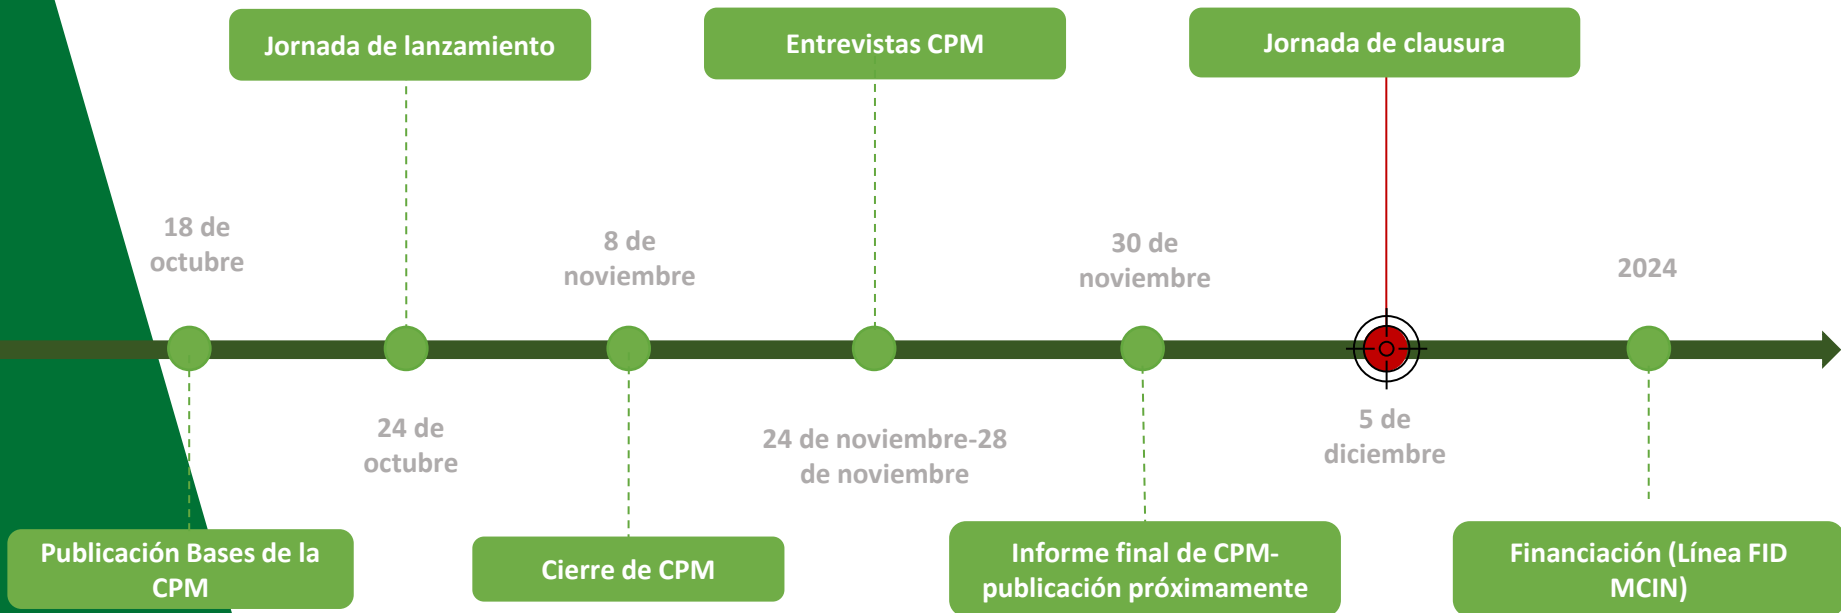 Jornada de lanzamiento
Entrevistas CPM
Jornada de clausura
18 de
octubre
8 de
noviembre
30 de
noviembre
2024
24 de
octubre
24 de noviembre-28
de noviembre
5 de
diciembre
Publicación Bases de la
CPM
Cierre de CPM
Informe final de CPM-
publicación próximamente
Financiación (Línea FID
MCIN)